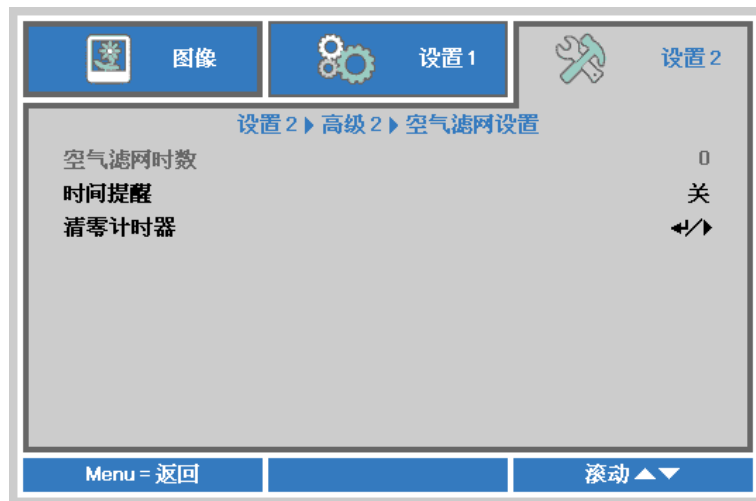 图像 设置 1 设置 2
设置 2 ▶ 高级 2 ▶ 空气滤网设置
空气滤网时数 0
时间提醒 关
清零计时器 ↵/▶
Menu = 返回 滚动 ▲▼